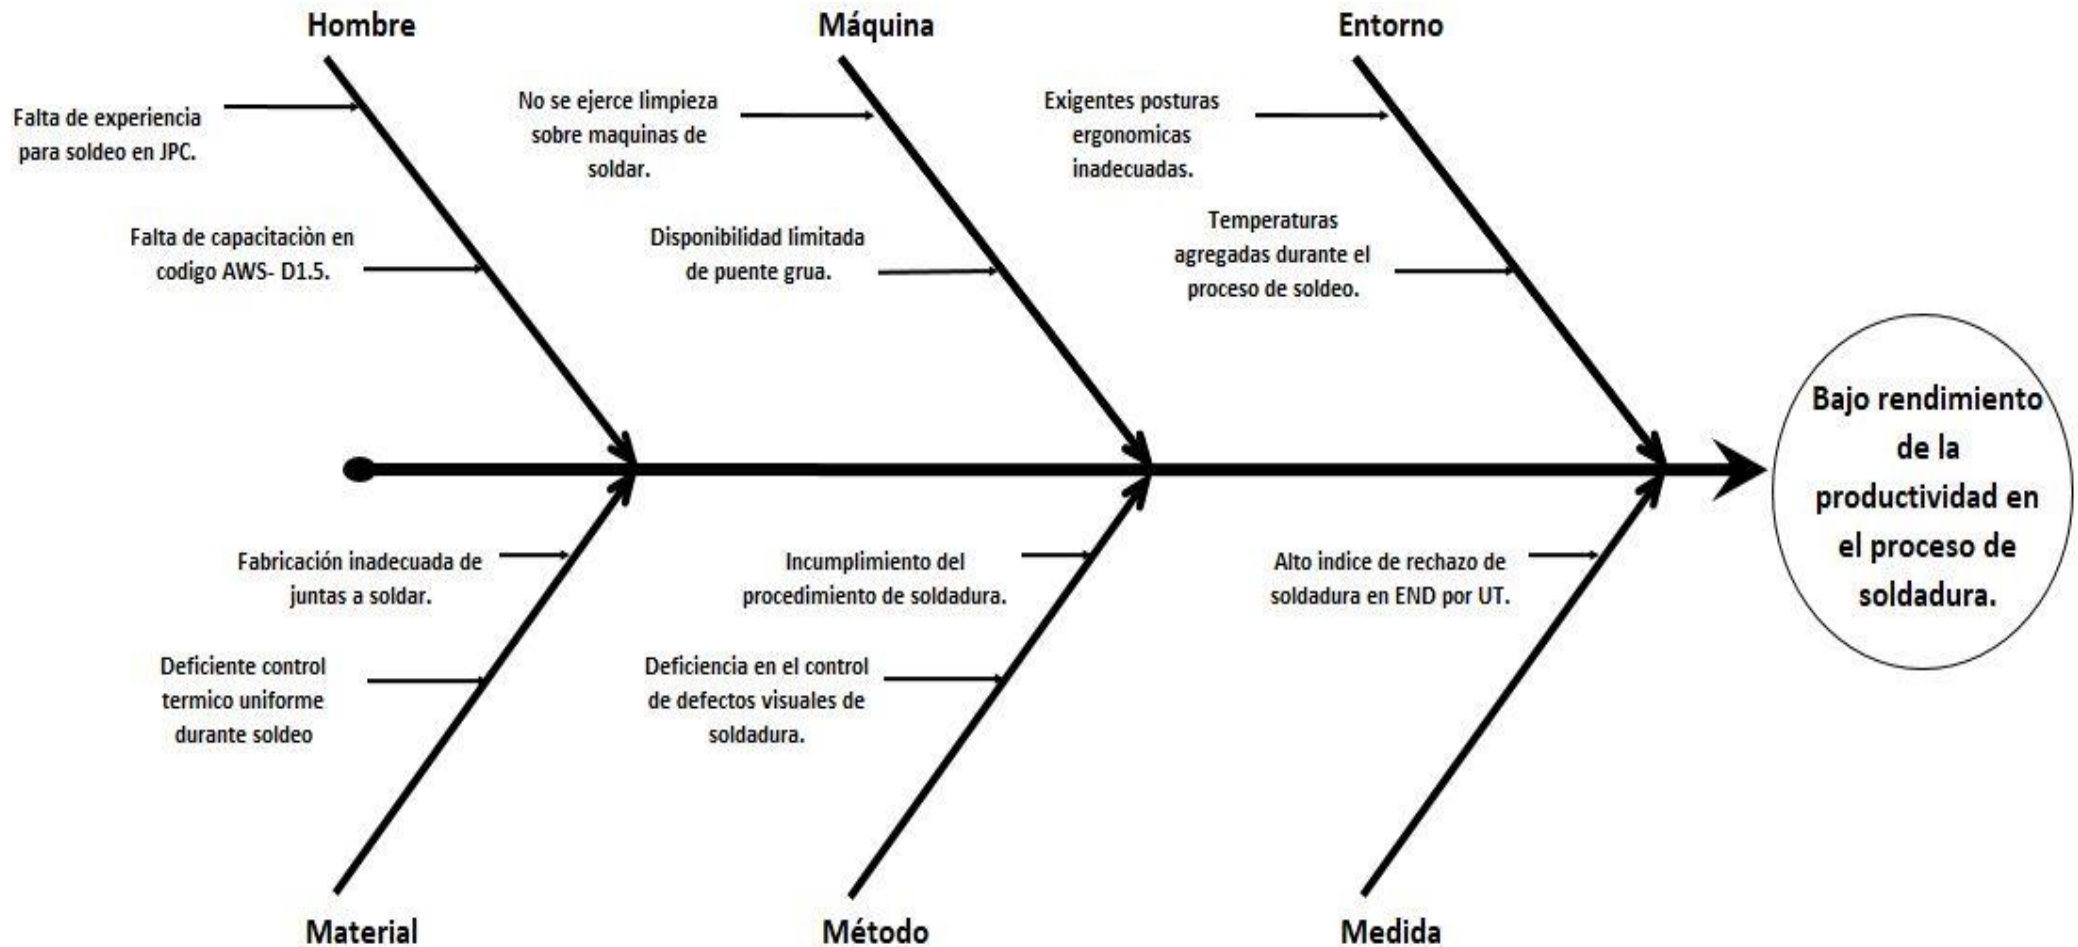 Hombre
Máquina
Entorno
Falta de experiencia
para soldeo en JPC.
Falta de capacitaciòn en
codigo AWS- D1.5.
No se ejerce limpieza
sobre maquinas de
soldar.
Disponibilidad limitada
de puente grua.
Exigentes posturas
ergonomicas
inadecuadas.
Temperaturas
agregadas durante el
proceso de soldeo.
Bajo rendimiento
de la
productividad en
el proceso de
soldadura.
Fabricación inadecuada de
juntas a soldar.
Deficiente control
termico uniforme
durante soldeo
Incumplimiento del
procedimiento de soldadura.
Deficiencia en el control
de defectos visuales de
soldadura.
Alto indice de rechazo de
soldadura en END por UT.
Material
Método
Medida